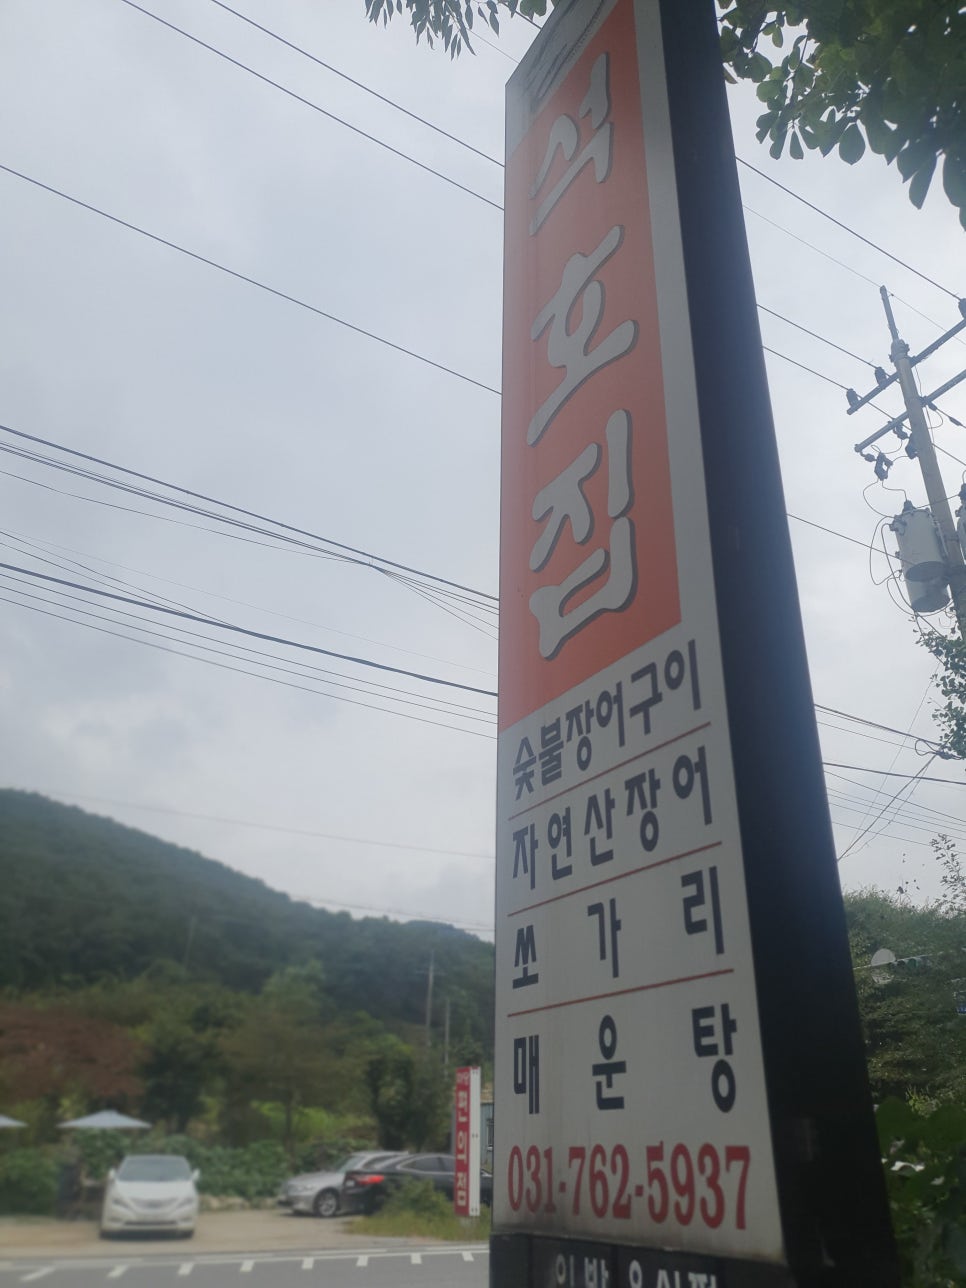 석호집
숯불장어구이
자연산장어
쏘가리
매운탕
031-762-5937